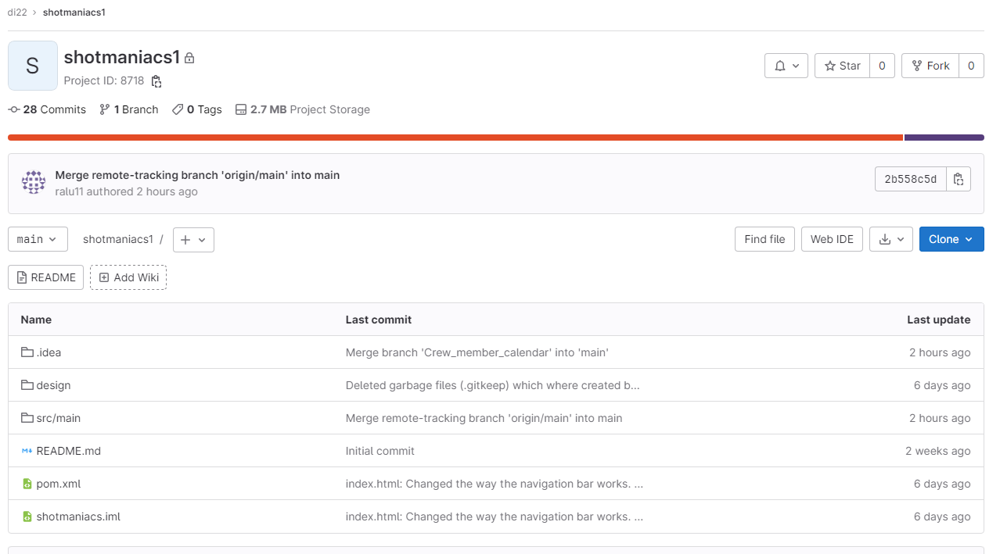 di22 › shotmaniacs1
S
shotmaniacs1
Project ID: 8718
Star 0 Fork 0
28 Commits 1 Branch 0 Tags 2.7 MB Project Storage
Merge remote-tracking branch 'origin/main' into main
ralu11 authored 2 hours ago
2b558c5d
main shotmaniacs1 / + Find file Web IDE Clone
README Add Wiki
Name Last commit Last update
.idea Merge branch 'Crew_member_calendar' into 'main' 2 hours ago
design Deleted garbage files (.gitkeep) which where created b... 6 days ago
src/main Merge remote-tracking branch 'origin/main' into main 2 hours ago
README.md Initial commit 2 weeks ago
pom.xml index.html: Changed the way the navigation bar works. ... 6 days ago
shotmaniacs.iml index.html: Changed the way the navigation bar works. ... 6 days ago